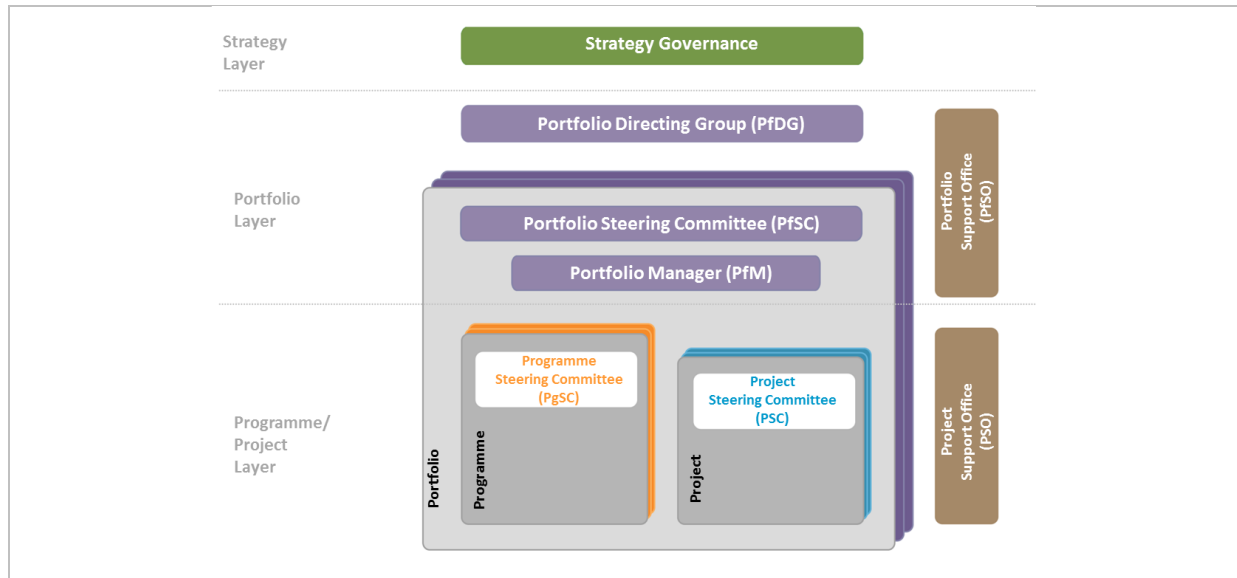 Strategy
Layer
Strategy Governance
Portfolio Directing Group (PfDG)
Portfolio
Layer
Portfolio Steering Committee (PfSC)
Portfolio Manager (PfM)
Portfolio
Support Office
(PfSO)
Programme/
Project
Layer
Portfolio
Programme
Programme
Steering Committee
(PgSC)
Project
Project
Steering Committee
(PSC)
Project
Support Office
(PSO)